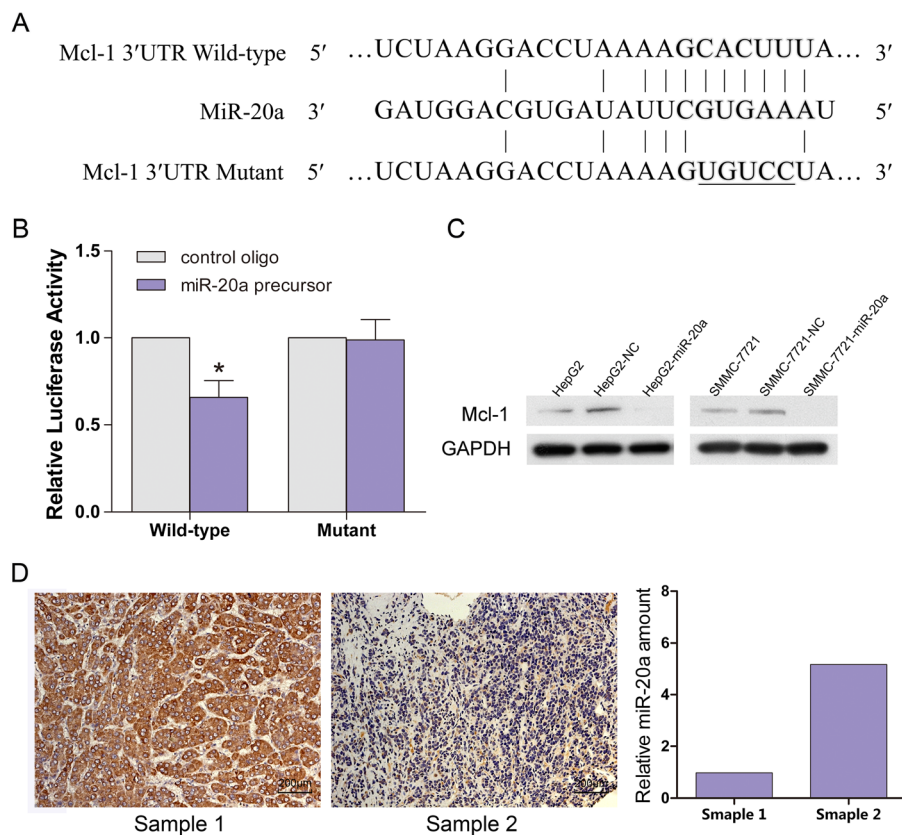 A
Mcl-1 3′UTR Wild-type 5′ …UCUAAGGACCUAAAAGCACUUUA… 3′
MiR-20a 3′ GAUGGACGUGAUAUUCGUGAAAU 5′
Mcl-1 3′UTR Mutant 5′ …UCUAAGGACCUAAAAGUGUCCUA… 3′
B
Relative Luciferase Activity
1.5
1.0
0.5
0.0
control oligo
miR-20a precursor
*
Wild-type Mutant
C
HepG2 HepG2-NC HepG2-miR-20a SMMC-7721 SMMC-7721-NC SMMC-7721-miR-20a
Mcl-1
GAPDH
D
200μm
Sample 1
200μm
Sample 2
Relative miR-20a amount
8
6
4
2
0
Smaple 1 Smaple 2